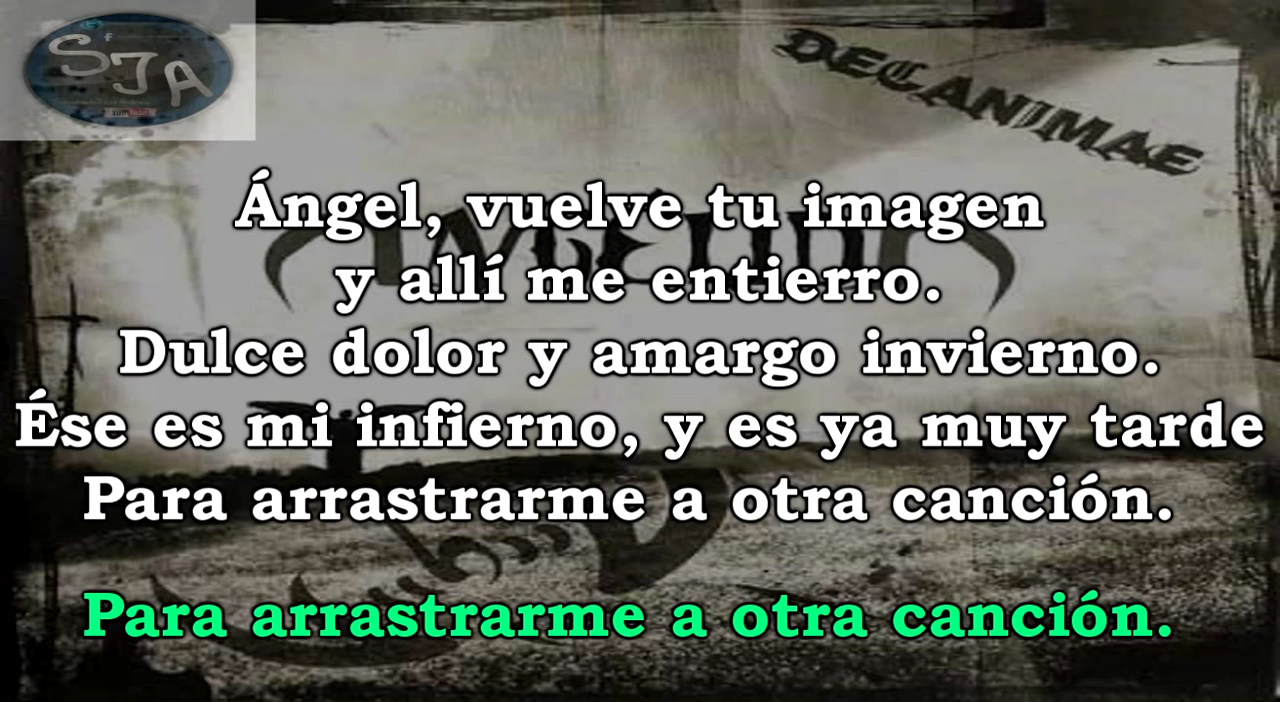 SJA
DECANIMAE
Ángel, vuelve tu imagen
y allí me entierro.
Dulce dolor y amargo invierno.
Ése es mi infierno, y es ya muy tarde
Para arrastrarme a otra canción.
Para arrastrarme a otra canción.